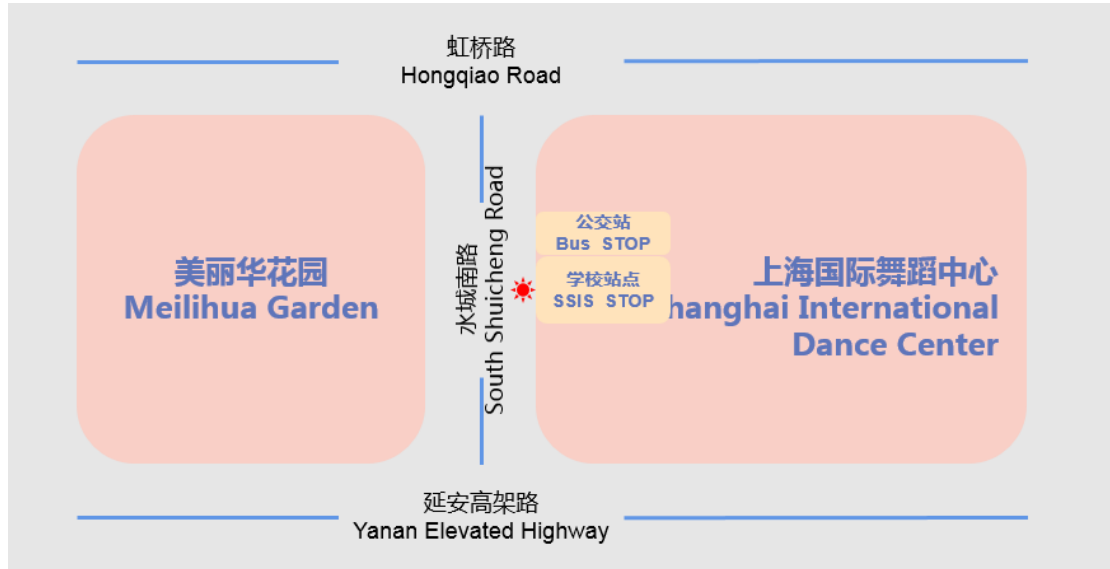 虹桥路
Hongqiao Road
美丽华花园
Meilihua Garden
水城南路
South Shuicheng Road
公交站
Bus STOP
学校站点
SSIS STOP
上海国际舞蹈中心
hanghai International
Dance Center
延安高架路
Yanan Elevated Highway